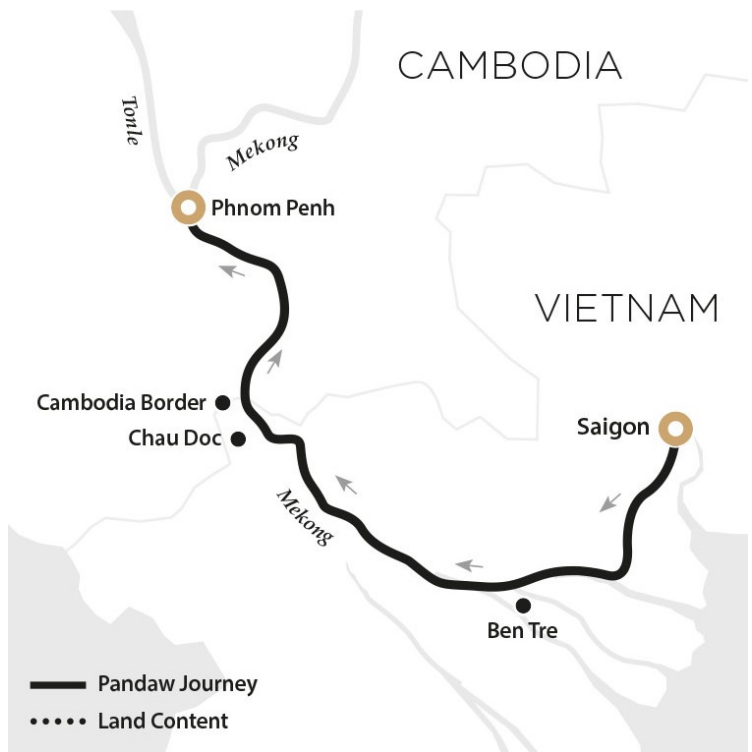 CAMBODIA
Tonle
Mekong
Phnom Penh
VIETNAM
Cambodia Border
Chau Doc
Saigon
Mekong
Ben Tre
Pandaw Journey
Land Content